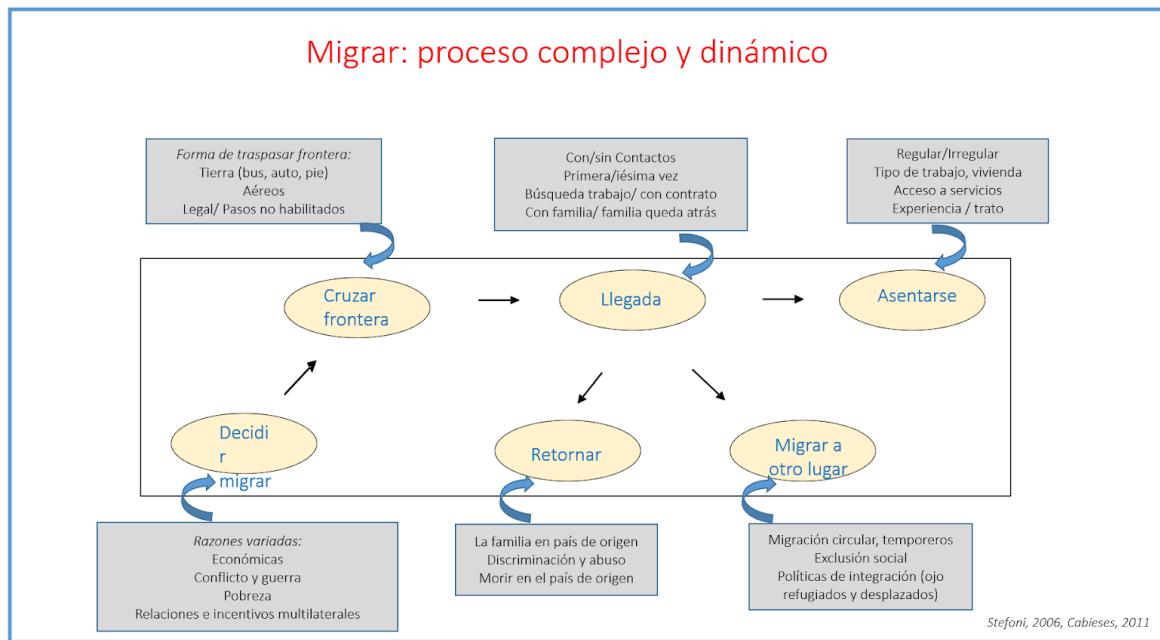 Migrar: proceso complejo y dinámico
Forma de traspasar frontera:
Tierra (bus, auto, pie)
Aéreos
Legal/ Pasos no habilitados
Con/sin Contactos
Primera/iésima vez
Búsqueda trabajo/ con contrato
Con familia/ familia queda atrás
Regular/Irregular
Tipo de trabajo, vivienda
Acceso a servicios
Experiencia / trato
Cruzar
frontera
Llegada
Asentarse
Decidi
r
migrar
Retornar
Migrar a
otro lugar
Razones variadas:
Económicas
Conflicto y guerra
Pobreza
Relaciones e incentivos multilaterales
La familia en país de origen
Discriminación y abuso
Morir en el país de origen
Migración circular, temporeros
Exclusión social
Políticas de integración (ojo
refugiados y desplazados)
Stefoni, 2006, Cabieses, 2011